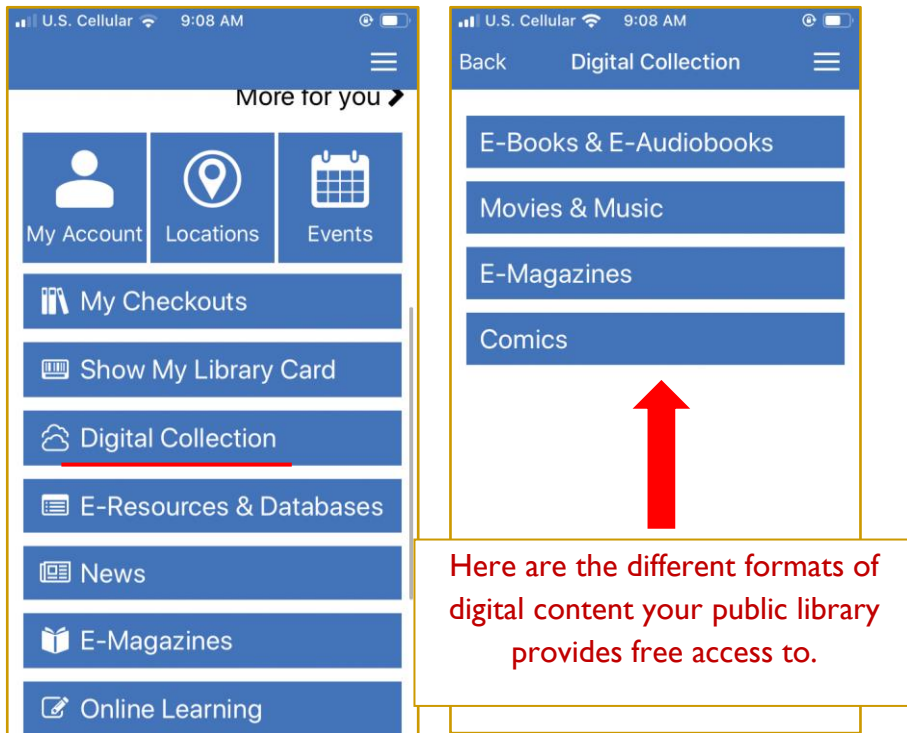 U.S. Cellular 9:08 AM
More for you
My Account
Locations
Events
My Checkouts
Show My Library Card
Digital Collection
E-Resources & Databases
News
E-Magazines
Online Learning
U.S. Cellular 9:08 AM
Back Digital Collection
E-Books & E-Audiobooks
Movies & Music
E-Magazines
Comics
Here are the different formats of
digital content your public library
provides free access to.